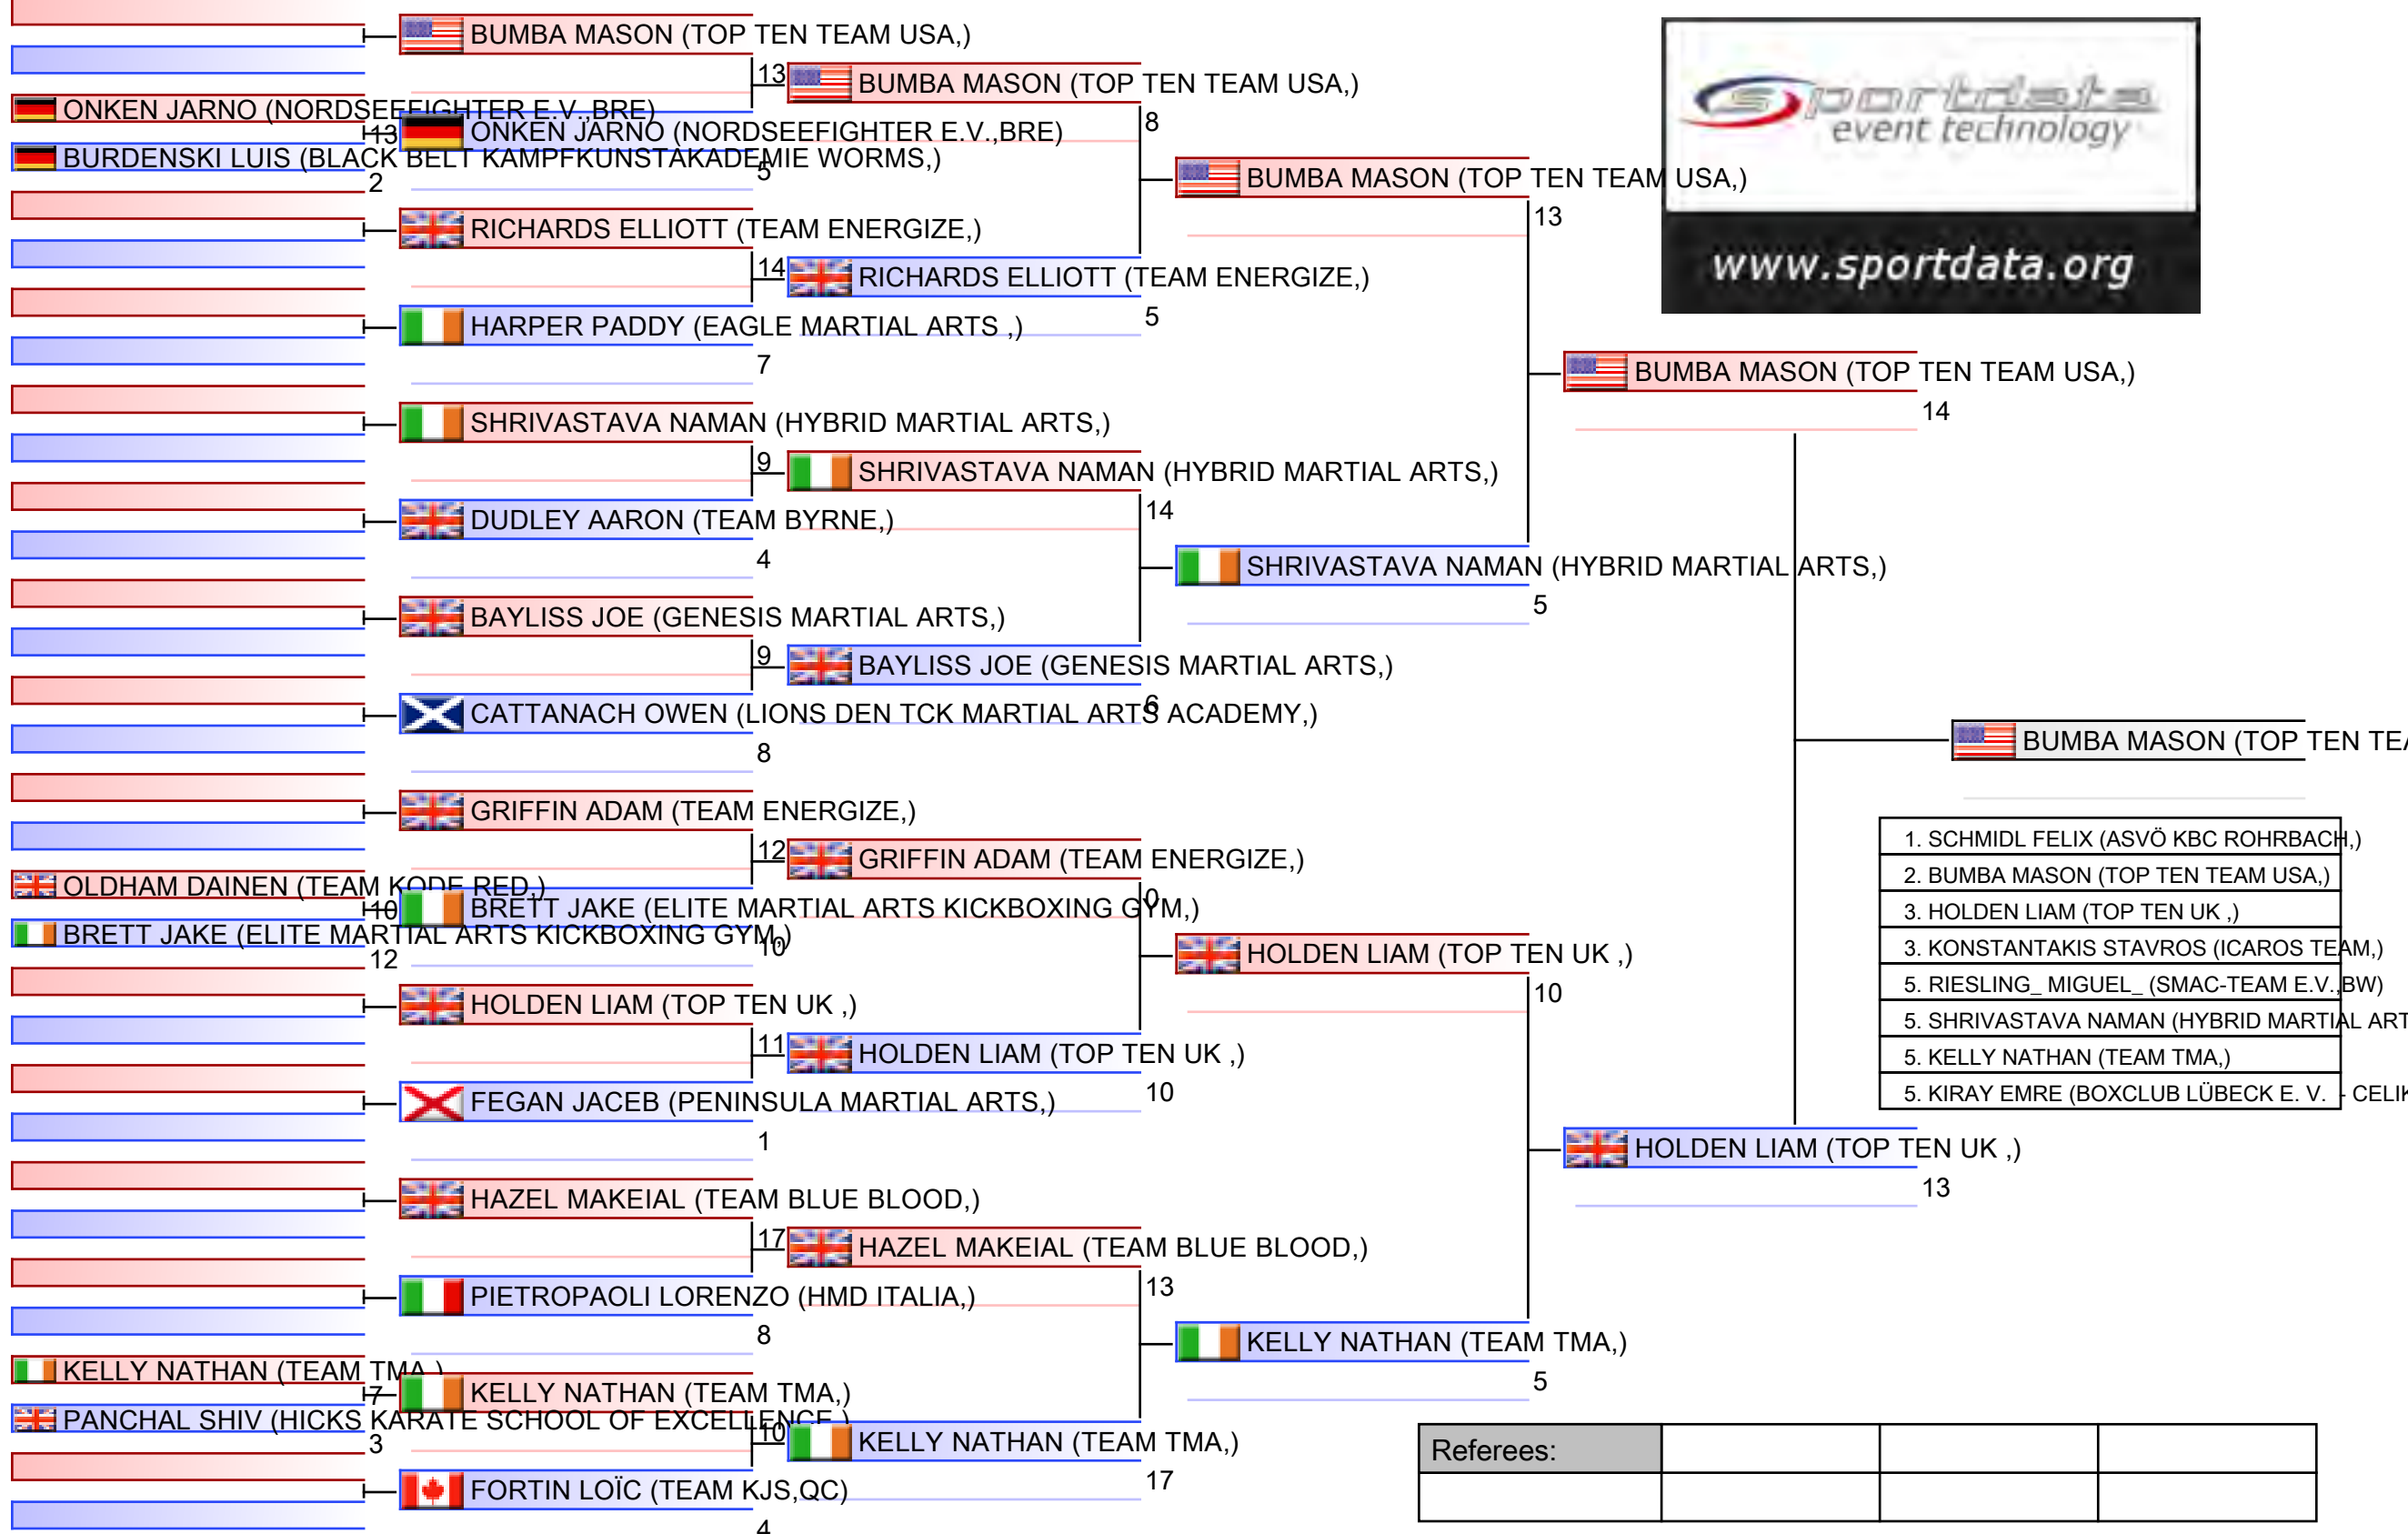 BUMBA MASON (TOP TEN TEAM USA,)
13
BUMBA MASON (TOP TEN TEAM USA,)
8
ONKEN JARNO (NORDSEEFIGHTER E.V.,BRE)
13
ONKEN JARNO (NORDSEEFIGHTER E.V.,BRE)
5
BURDENSKI LUIS (BLACK BELT KAMPFKUNSTAKADEMIE WORMS,)
2
BUMBA MASON (TOP TEN TEAM USA,)
13
RICHARDS ELLIOTT (TEAM ENERGIZE,)
14
RICHARDS ELLIOTT (TEAM ENERGIZE,)
5
HARPER PADDY (EAGLE MARTIAL ARTS ,)
7
sportdata
event technology
www.sportdata.org
BUMBA MASON (TOP TEN TEAM USA,)
14
SHRIVASTAVA NAMAN (HYBRID MARTIAL ARTS,)
9
SHRIVASTAVA NAMAN (HYBRID MARTIAL ARTS,)
14
DUDLEY AARON (TEAM BYRNE,)
4
SHRIVASTAVA NAMAN (HYBRID MARTIAL ARTS,)
5
BAYLISS JOE (GENESIS MARTIAL ARTS,)
9
BAYLISS JOE (GENESIS MARTIAL ARTS,)
6
CATTANACH OWEN (LIONS DEN TCK MARTIAL ARTS ACADEMY,)
8
BUMBA MASON (TOP TEN TEA
GRIFFIN ADAM (TEAM ENERGIZE,)
12
GRIFFIN ADAM (TEAM ENERGIZE,)
0
OLDHAM DAINEN (TEAM KODE RED,)
10
BRETT JAKE (ELITE MARTIAL ARTS KICKBOXING GYM,)
10
BRETT JAKE (ELITE MARTIAL ARTS KICKBOXING GYM,)
12
HOLDEN LIAM (TOP TEN UK ,)
10
1. SCHMIDL FELIX (ASVÖ KBC ROHRBACH,)
2. BUMBA MASON (TOP TEN TEAM USA,)
3. HOLDEN LIAM (TOP TEN UK ,)
3. KONSTANTAKIS STAVROS (ICAROS TEAM,)
5. RIESLING_ MIGUEL_ (SMAC-TEAM E.V.,BW)
5. SHRIVASTAVA NAMAN (HYBRID MARTIAL ART
5. KELLY NATHAN (TEAM TMA,)
5. KIRAY EMRE (BOXCLUB LÜBECK E. V. - CELIK
HOLDEN LIAM (TOP TEN UK ,)
11
HOLDEN LIAM (TOP TEN UK ,)
10
FEGAN JACEB (PENINSULA MARTIAL ARTS,)
1
HOLDEN LIAM (TOP TEN UK ,)
13
HAZEL MAKEIAL (TEAM BLUE BLOOD,)
17
HAZEL MAKEIAL (TEAM BLUE BLOOD,)
13
PIETROPAOLI LORENZO (HMD ITALIA,)
8
KELLY NATHAN (TEAM TMA,)
5
KELLY NATHAN (TEAM TMA,)
7
KELLY NATHAN (TEAM TMA,)
10
PANCHAL SHIV (HICKS KARATE SCHOOL OF EXCELLENCE,)
3
KELLY NATHAN (TEAM TMA,)
17
FORTIN LOÏC (TEAM KJS,QC)
4
Referees: